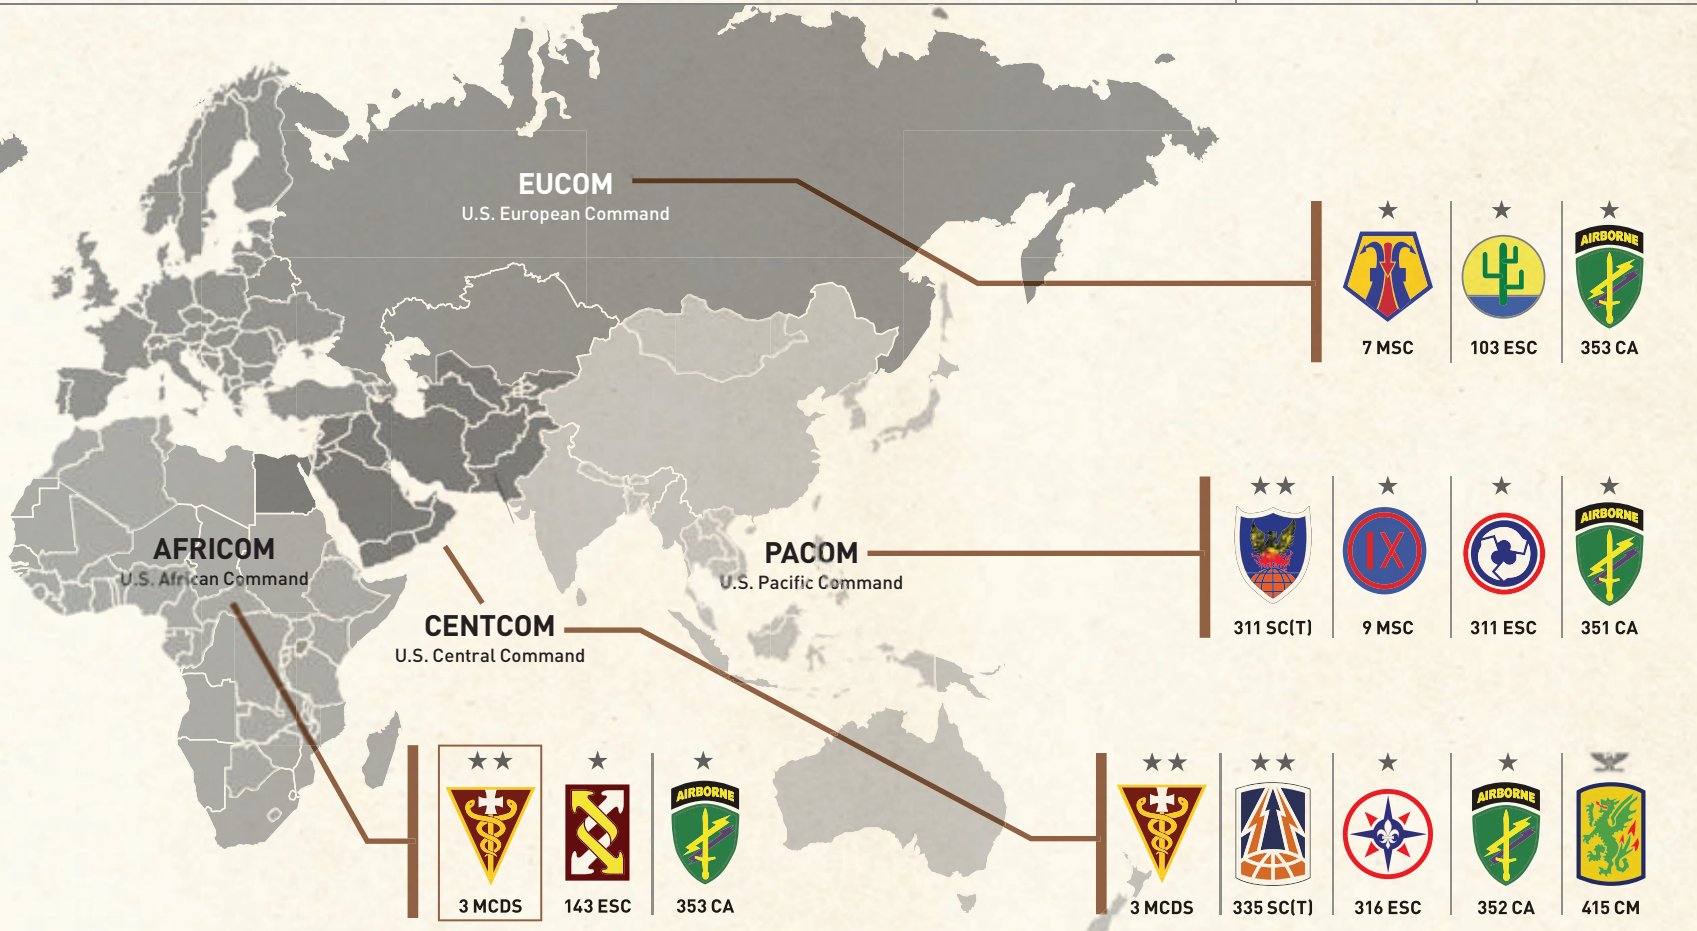 EUCOM
U.S. European Command
AIRBORNE
7 MSC
103 ESC
353 CA
AFRICOM
U.S. African Command
PACOM
U.S. Pacific Command
IX
AIRBORNE
311 SC(T)
9 MSC
311 ESC
351 CA
CENTCOM
U.S. Central Command
AIRBORNE
3 MCDS
143 ESC
353 CA
AIRBORNE
3 MCDS
335 SC(T)
316 ESC
352 CA
415 CM